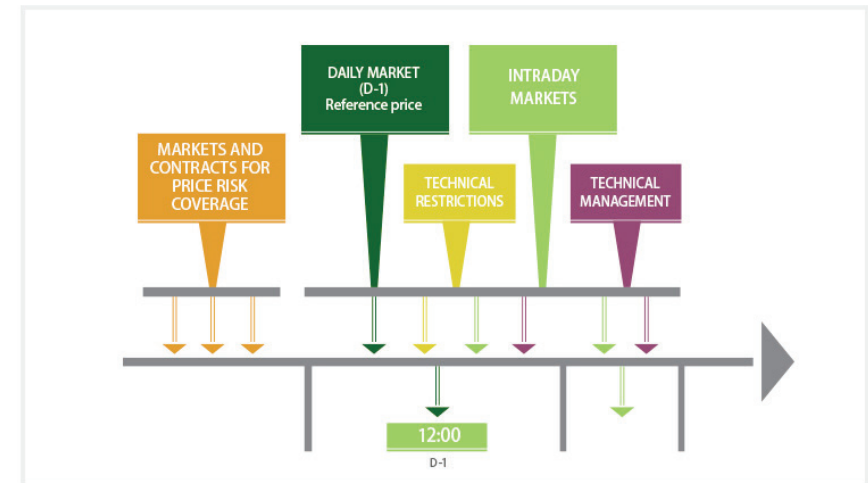 DAILY MARKET
(D-1)
Reference price
INTRADAY
MARKETS
MARKETS AND
CONTRACTS FOR
PRICE RISK
COVERAGE
TECHNICAL
RESTRICTIONS
TECHNICAL
MANAGEMENT
12:00
D-1